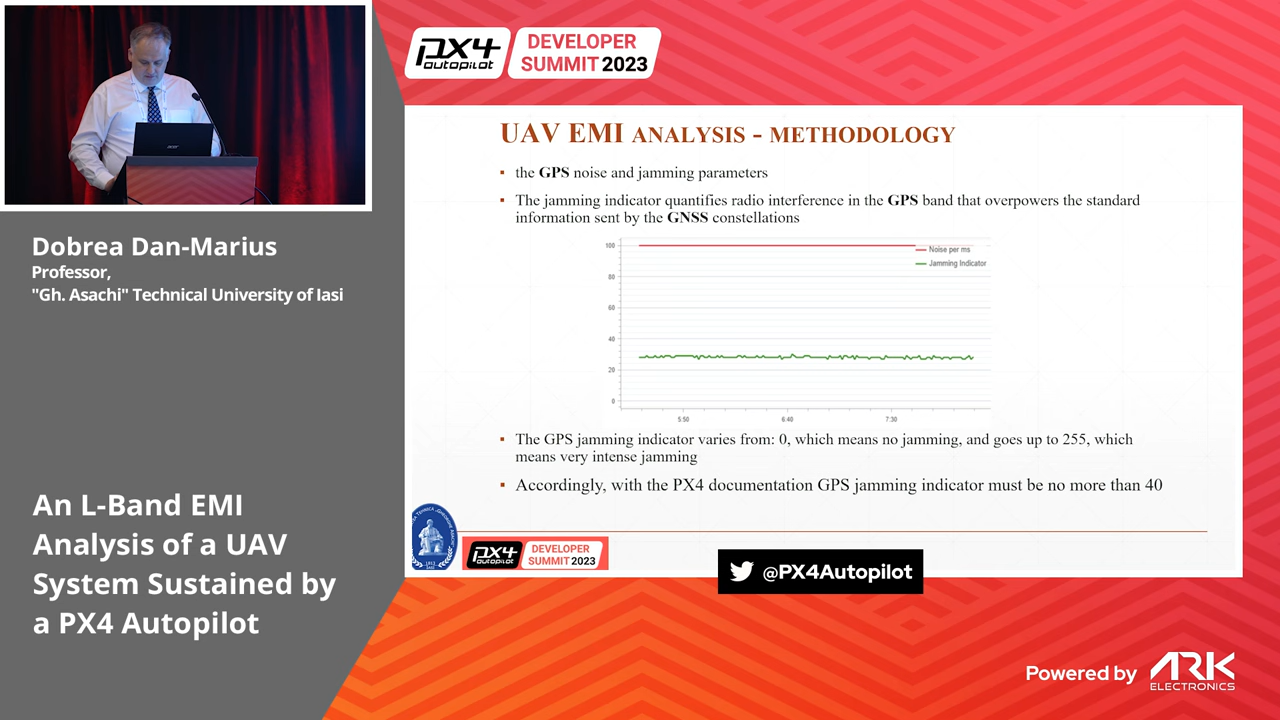 PX4
autopilot
DEVELOPER
SUMMIT 2023
acer
Dobrea Dan-Marius
Professor,
"Gh. Asachi" Technical University of Iasi
An L-Band EMI
Analysis of a UAV
System Sustained by
a PX4 Autopilot
UAV EMI ANALYSIS - METHODOLOGY
the GPS noise and jamming parameters
The jamming indicator quantifies radio interference in the GPS band that overpowers the standard
information sent by the GNSS constellations
100
80
60
40
20
0
5:50
6:40
7:30
Noise per ms
Jamming Indicator
The GPS jamming indicator varies from: 0, which means no jamming, and goes up to 255, which
means very intense jamming
Accordingly, with the PX4 documentation GPS jamming indicator must be no more than 40
PX4
autopilot
DEVELOPER
SUMMIT 2023
@PX4Autopilot
Powered by
ARK
ELECTRONICS